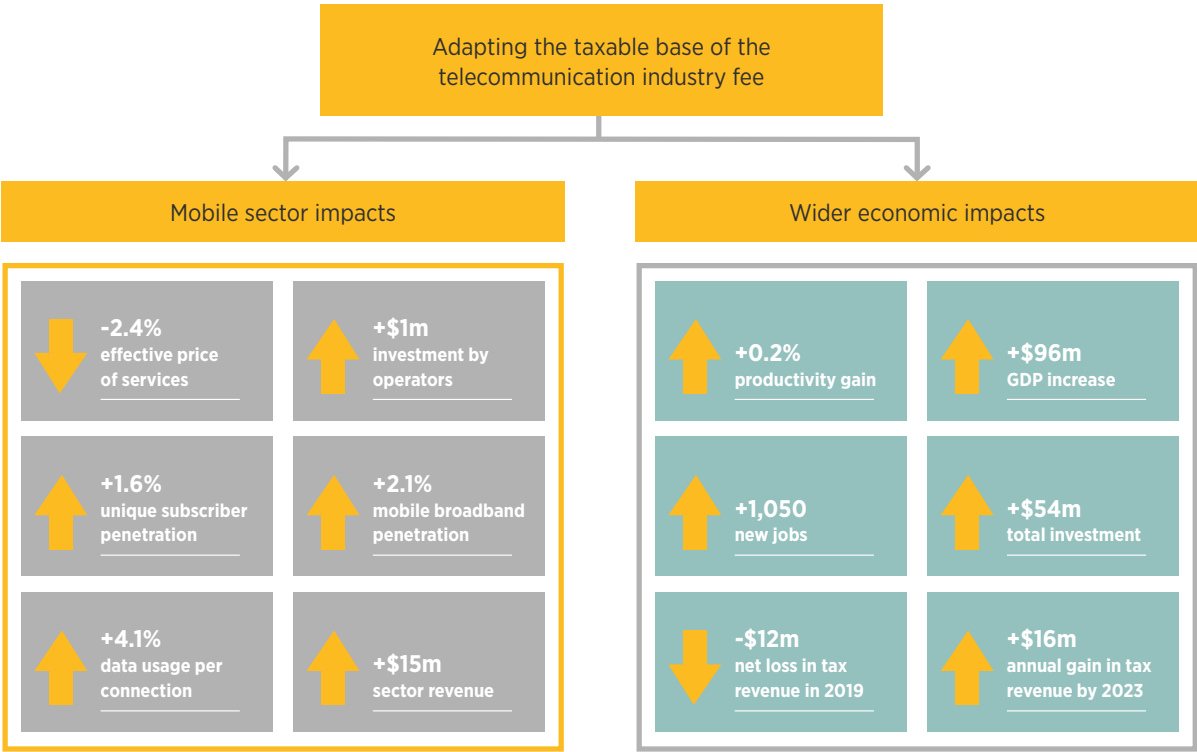 Adapting the taxable base of the
telecommunication industry fee
Mobile sector impacts
-2.4%
effective price
of services
+$1m
investment by
operators
+1.6%
unique subscriber
penetration
+2.1%
mobile broadband
penetration
+4.1%
data usage per
connection
+$15m
sector revenue
Wider economic impacts
+0.2%
productivity gain
+$96m
GDP increase
+1,050
new jobs
+$54m
total investment
-$12m
net loss in tax
revenue in 2019
+$16m
annual gain in tax
revenue by 2023